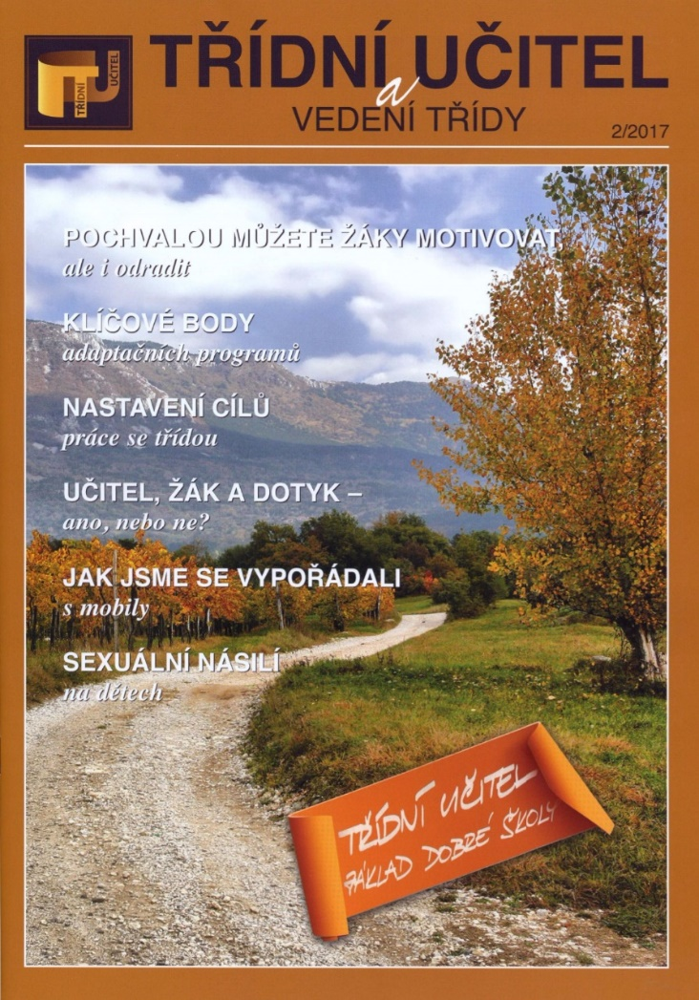 TŘÍDNÍ
UČITEL
TŘÍDNÍ a UČITEL
VEDENÍ TŘÍDY
2/2017
POCHVALOU MŮŽETE ŽÁKY MOTIVOVAT,
ale i odradit
KLÍČOVÉ BODY
adaptačních programů
NASTAVENÍ CÍLŮ
práce se třídou
UČITEL, ŽÁK A DOTYK –
ano, nebo ne?
JAK JSME SE VYPOŘÁDALI
s mobily
SEXUÁLNÍ NÁSILÍ
na dětech
TŘÍDNÍ UČITEL
ZÁKLAD DOBRÉ ŠKOLY